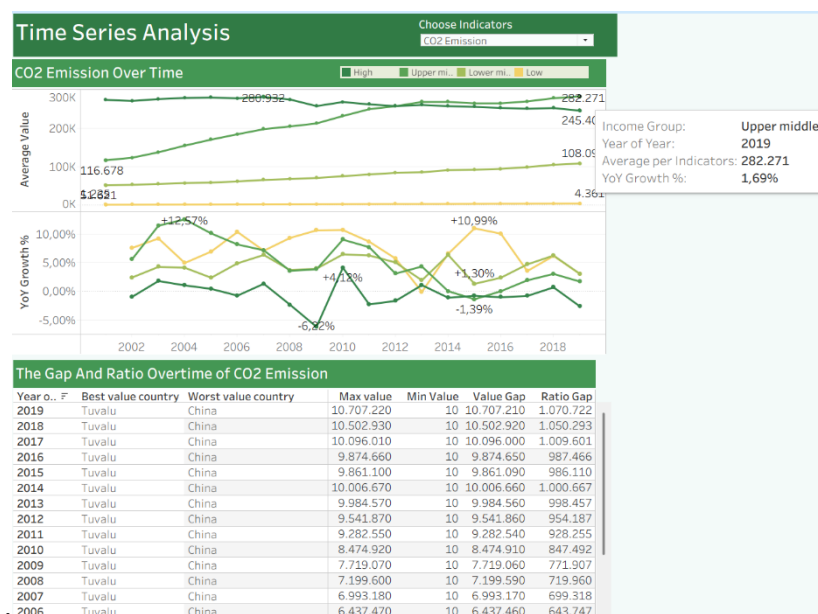 Time Series Analysis
Choose Indicators
CO2 Emission
CO2 Emission Over Time
High Upper mi.. Lower mi... Low
Average Value
300K
200K
100K
0K
280.932
282.271
245.40
116.678
108.09
51.621
4.361
Income Group: Upper middle
Year of Year: 2019
Average per Indicators: 282.271
YoY Growth %: 1,69%
YoY Growth %
10,00%
5,00%
0,00%
-5,00%
+12,57%
+10,99%
+4,12%
+1,30%
-1,39%
-6,22%
2002 2004 2006 2008 2010 2012 2014 2016 2018
The Gap And Ratio Overtime of CO2 Emission
Year o.. Best value country Worst value country Max value Min Value Value Gap Ratio Gap
2019 Tuvalu China 10.707.220 10 10.707.210 1.070.722
2018 Tuvalu China 10.502.930 10 10.502.920 1.050.293
2017 Tuvalu China 10.096.010 10 10.096.000 1.009.601
2016 Tuvalu China 9.874.660 10 9.874.650 987.466
2015 Tuvalu China 9.861.100 10 9.861.090 986.110
2014 Tuvalu China 10.006.670 10 10.006.660 1.000.667
2013 Tuvalu China 9.984.570 10 9.984.560 998.457
2012 Tuvalu China 9.541.870 10 9.541.860 954.187
2011 Tuvalu China 9.282.550 10 9.282.540 928.255
2010 Tuvalu China 8.474.920 10 8.474.910 847.492
2009 Tuvalu China 7.719.070 10 7.719.060 771.907
2008 Tuvalu China 7.199.600 10 7.199.590 719.960
2007 Tuvalu China 6.993.180 10 6.993.170 699.318
2006 Tuvalu China 6.437.470 10 6.437.460 643.747